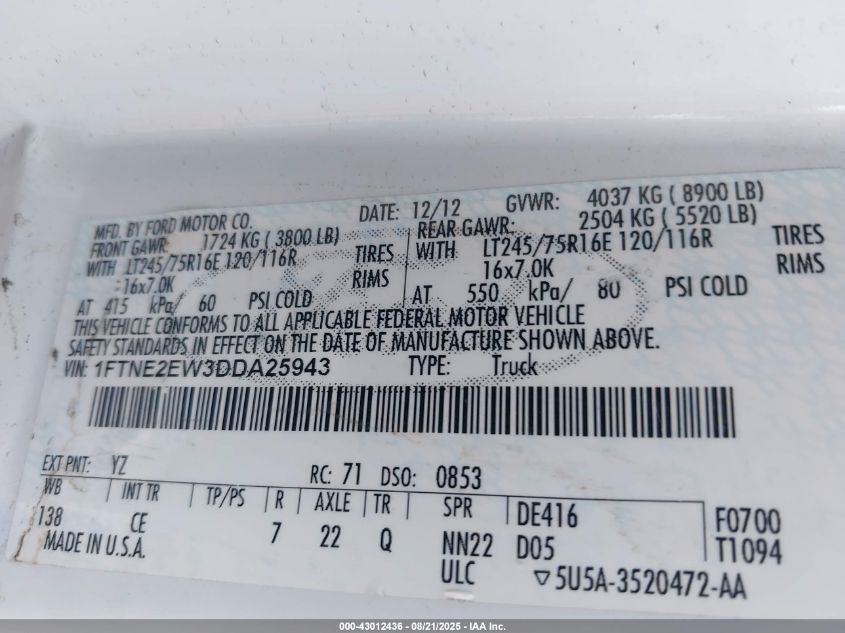 MFD. BY FORD MOTOR CO. DATE: 12/12 GVWR: 4037 KG ( 8900 LB)
FRONT GAWR: 1724 KG ( 3800 LB) REAR GAWR: 2504 KG ( 5520 LB)
WITH LT245/75R16E 120/116R TIRES WITH LT245/75R16E 120/116R TIRES
16x7.0K RIMS 16x7.0K RIMS
AT 415 kPa/ 60 PSI COLD AT 550 kPa/ 80 PSI COLD
THIS VEHICLE CONFORMS TO ALL APPLICABLE FEDERAL MOTOR VEHICLE
SAFETY STANDARDS IN EFFECT ON THE DATE OF MANUFACTURE SHOWN ABOVE.
VIN: 1FTNE2EW3DDA25943 TYPE: Truck
EXT PNT: YZ RC: 71 DSO: 0853
WB INT TR TP/PS R AXLE TR SPR DE416 F0700
138 CE 7 22 Q NN22 D05 T1094
MADE IN U.S.A. ULC ▽5U5A-3520472-AA
000-43012436 - 08/21/2025 - IAA Inc.